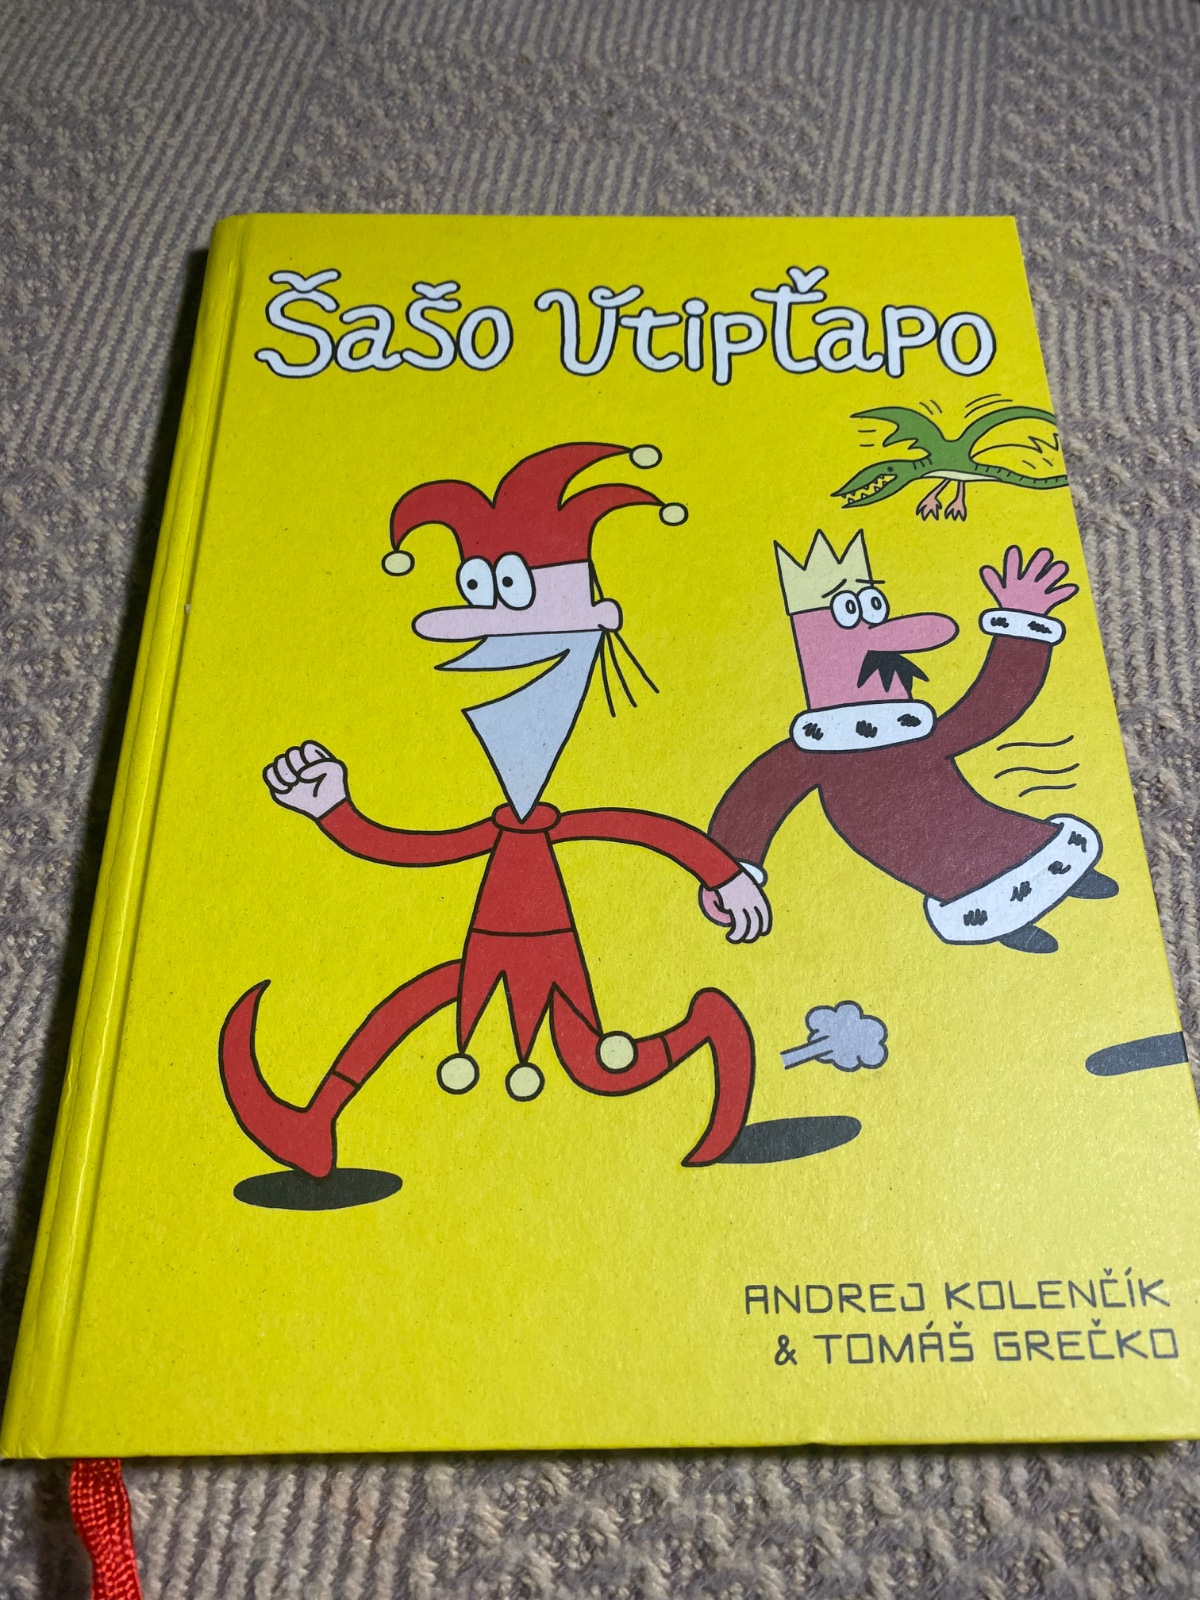 Šašo Vtipťapo
ANDREJ KOLENČÍK
& TOMÁŠ GREČKO